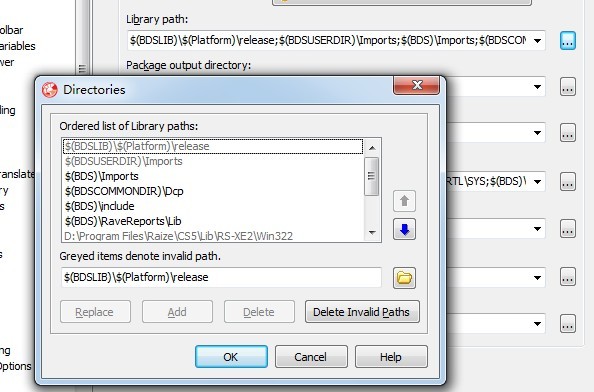 olbar
ariables
wer
ing
ranslate
ry
s
s
ng
Options
Library path:
$(BDSLIB)\$(Platform)\release;$(BDSUSERDIR)\Imports;$(BDS)\Imports;$(BDSCOM
...
Package output directory:
...
...
RTL\SYS;$(BDS)\
...
...
...
...
Directories
Ordered list of Library paths:
$(BDSLIB)\$(Platform)\release
$(BDSUSERDIR)\Imports
$(BDS)\Imports
$(BDSCOMMONDIR)\Dcp
$(BDS)\include
$(BDS)\RaveReports\Lib
D:\Program Files\Raize\CS5\Lib\RS-XE2\Win322
Greyed items denote invalid path.
$(BDSLIB)\$(Platform)\release
Replace
Add
Delete
Delete Invalid Paths
OK
Cancel
Help